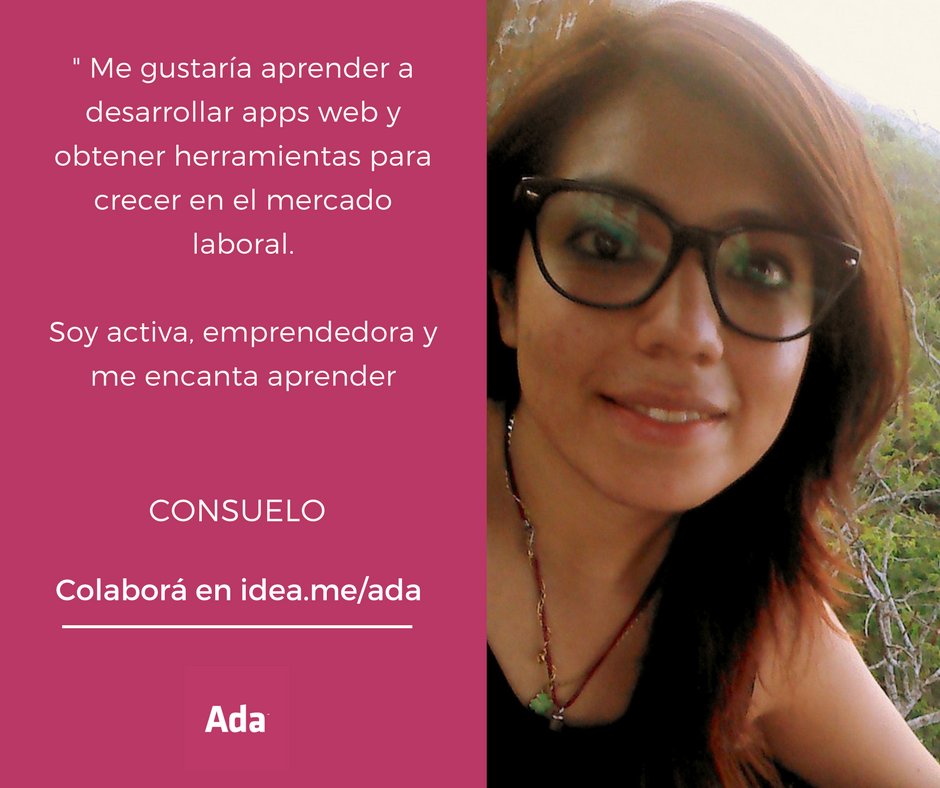 " Me gustaría aprender a
desarrollar apps web y
obtener herramientas para
crecer en el mercado
laboral.
Soy activa, emprendedora y
me encanta aprender
CONSUELO
Colaborá en idea.me/ada
Ada